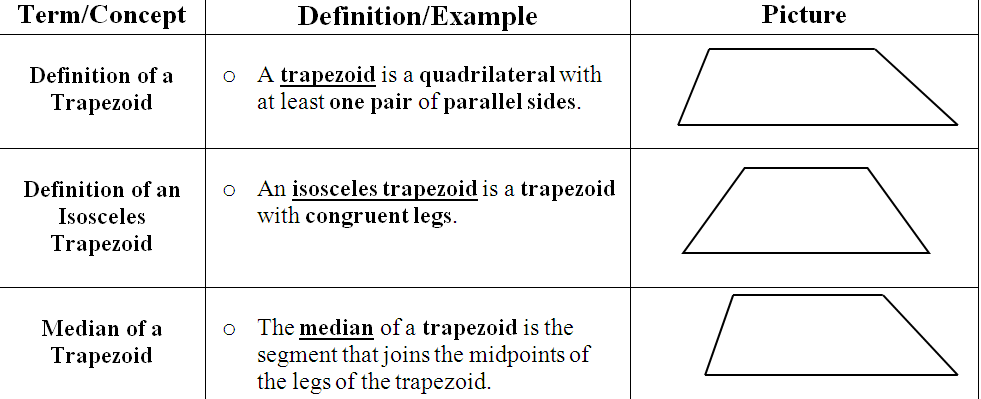 Term/Concept Definition/Example Picture
Definition of a
Trapezoid
○ A trapezoid is a quadrilateral with
at least one pair of parallel sides.
Definition of an
Isosceles
Trapezoid
○ An isosceles trapezoid is a trapezoid
with congruent legs.
Median of a
Trapezoid
○ The median of a trapezoid is the
segment that joins the midpoints of
the legs of the trapezoid.